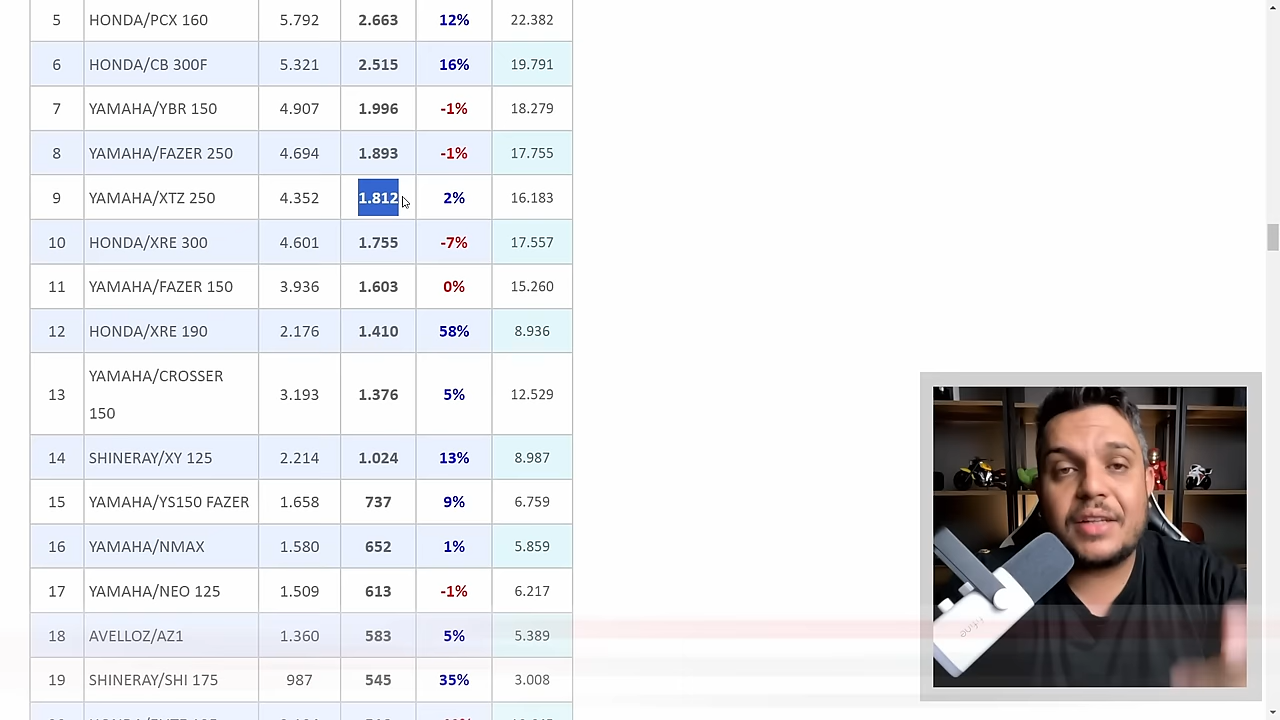 5 HONDA/PCX 160 5.792 2.663 12% 22.382
6 HONDA/CB 300F 5.321 2.515 16% 19.791
7 YAMAHA/YBR 150 4.907 1.996 -1% 18.279
8 YAMAHA/FAZER 250 4.694 1.893 -1% 17.755
9 YAMAHA/XTZ 250 4.352 1.812 2% 16.183
10 HONDA/XRE 300 4.601 1.755 -7% 17.557
11 YAMAHA/FAZER 150 3.936 1.603 0% 15.260
12 HONDA/XRE 190 2.176 1.410 58% 8.936
13 YAMAHA/CROSSER 150 3.193 1.376 5% 12.529
14 SHINERAY/XY 125 2.214 1.024 13% 8.987
15 YAMAHA/YS150 FAZER 1.658 737 9% 6.759
16 YAMAHA/NMAX 1.580 652 1% 5.859
17 YAMAHA/NEO 125 1.509 613 -1% 6.217
18 AVELLOZ/AZ1 1.360 583 5% 5.389
19 SHINERAY/SHI 175 987 545 35% 3.008